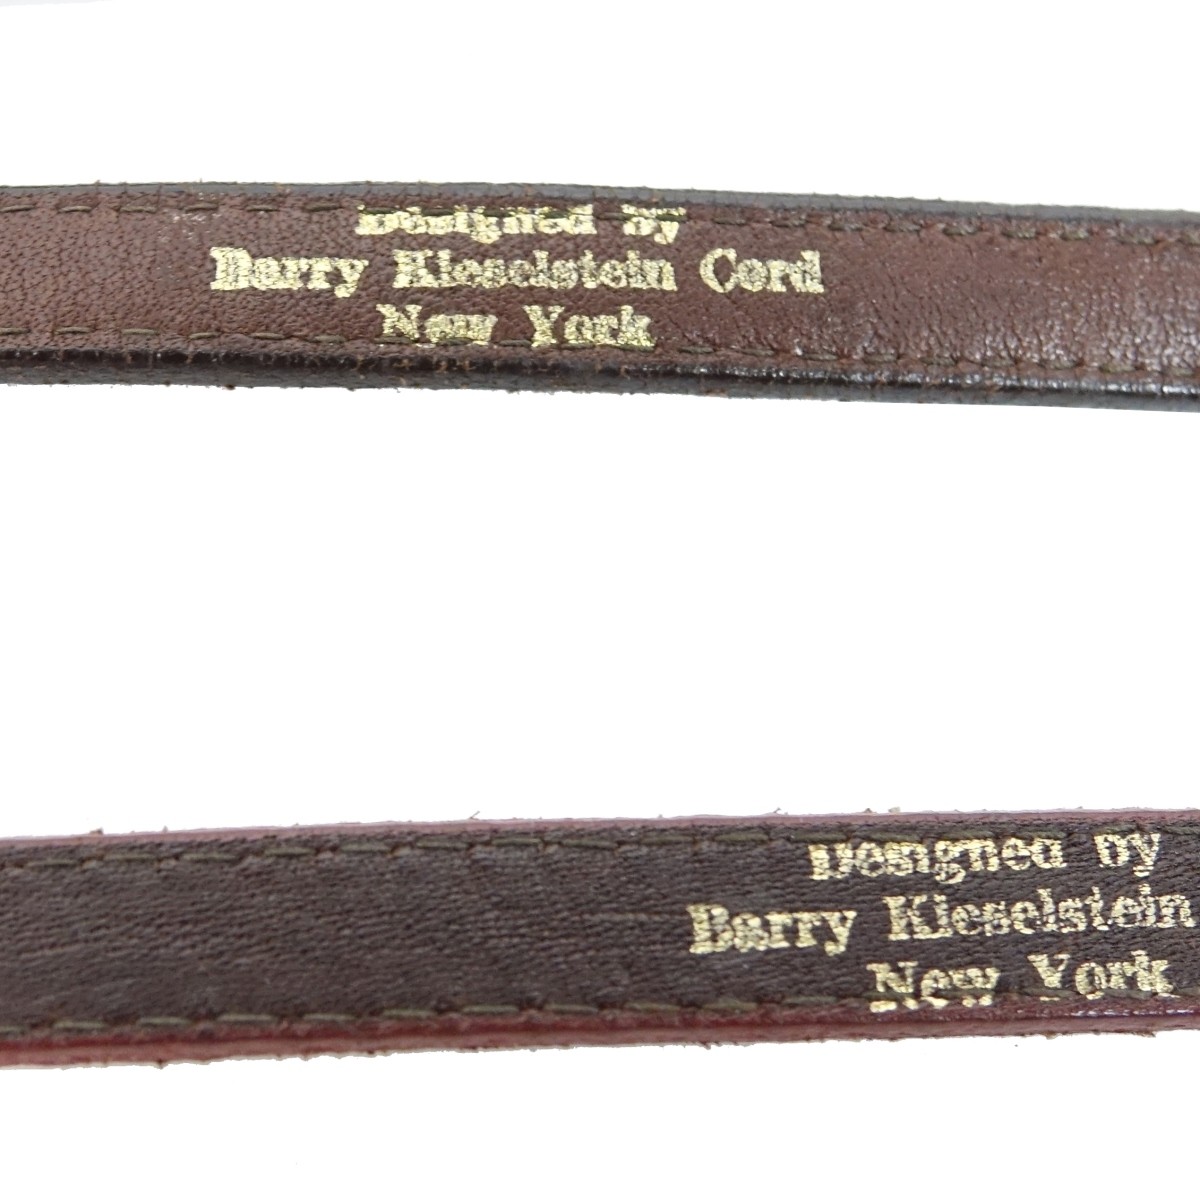 Designed by
Barry Kieselstein Cord
New York
Designed by
Barry Kieselstein
New York